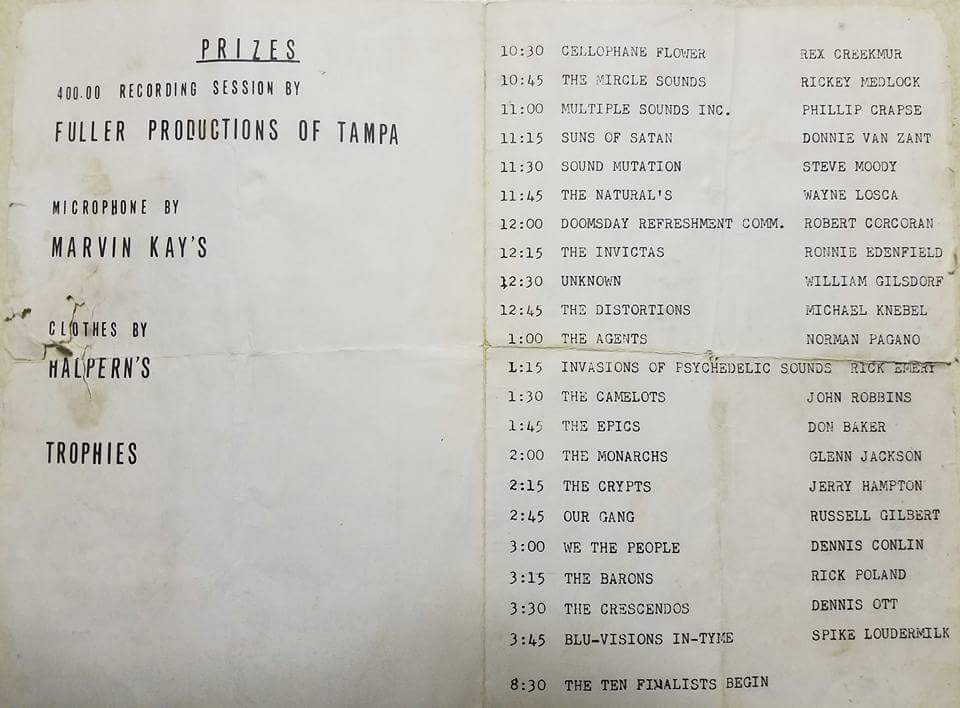 PRIZES
400.00 RECORDING SESSION BY
FULLER PRODUCTIONS OF TAMPA
MICROPHONE BY
MARVIN KAY'S
CLOTHES BY
HALPERN'S
TROPHIES
10:30 CELLOPHANE FLOWER REX CREEKMUR
10:45 THE MIRCLE SOUNDS RICKEY MEDLOCK
11:00 MULTIPLE SOUNDS INC. PHILLIP CRAPSE
11:15 SUNS OF SATAN DONNIE VAN ZANT
11:30 SOUND MUTATION STEVE MOODY
11:45 THE NATURAL'S WAYNE LOSCA
12:00 DOOMSDAY REFRESHMENT COMM. ROBERT CORCORAN
12:15 THE INVICTAS RONNIE EDENFIELD
12:30 UNKNOWN WILLIAM GILSDORF
12:45 THE DISTORTIONS MICHAEL KNEBEL
1:00 THE AGENTS NORMAN PAGANO
1:15 INVASIONS OF PSYCHEDELIC SOUNDS RICK EMERY
1:30 THE CAMELOTS JOHN ROBBINS
1:45 THE EPICS DON BAKER
2:00 THE MONARCHS GLENN JACKSON
2:15 THE CRYPTS JERRY HAMPTON
2:45 OUR GANG RUSSELL GILBERT
3:00 WE THE PEOPLE DENNIS CONLIN
3:15 THE BARONS RICK POLAND
3:30 THE CRESCENDOS DENNIS OTT
3:45 BLU-VISIONS IN-TYME SPIKE LOUDERMILK
8:30 THE TEN FINALISTS BEGIN